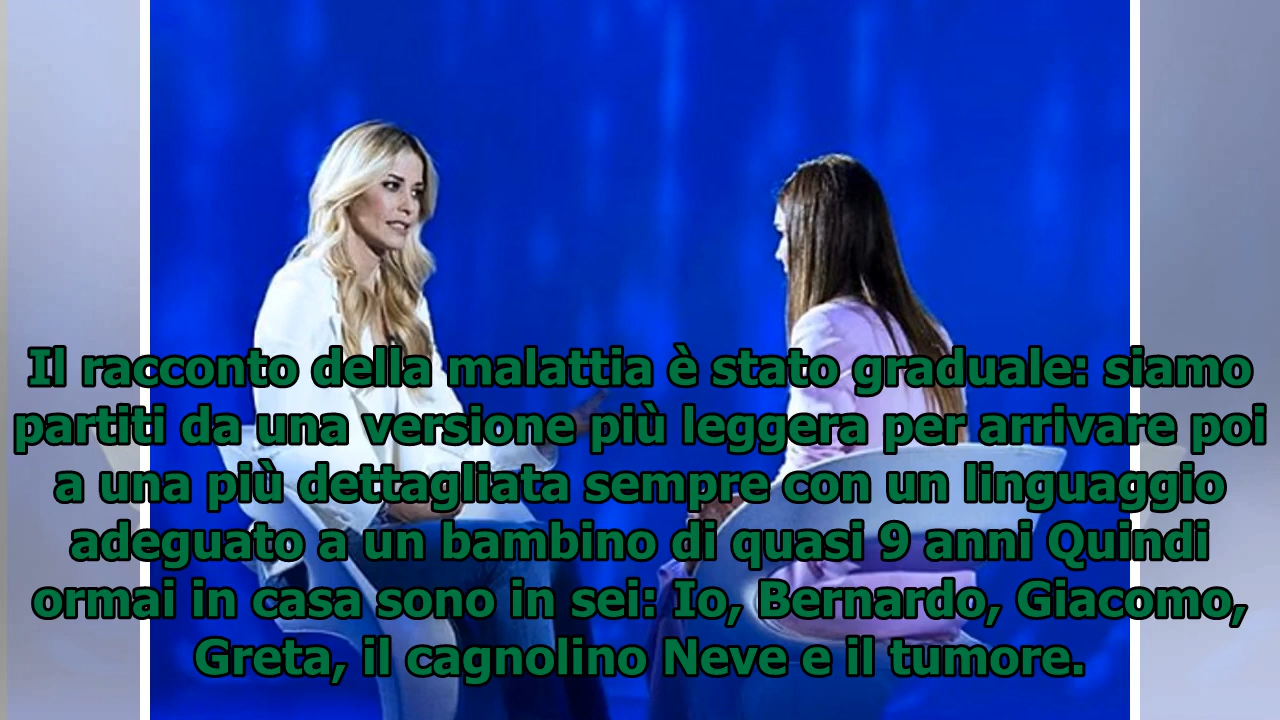 Il racconto della malattia è stato graduale: siamo
partiti da una versione più leggera per arrivare poi
a una più dettagliata sempre con un linguaggio
adeguato a un bambino di quasi 9 anni Quindi
ormai in casa sono in sei: Io, Bernardo, Giacomo,
Greta, il cagnolino Neve e il tumore.